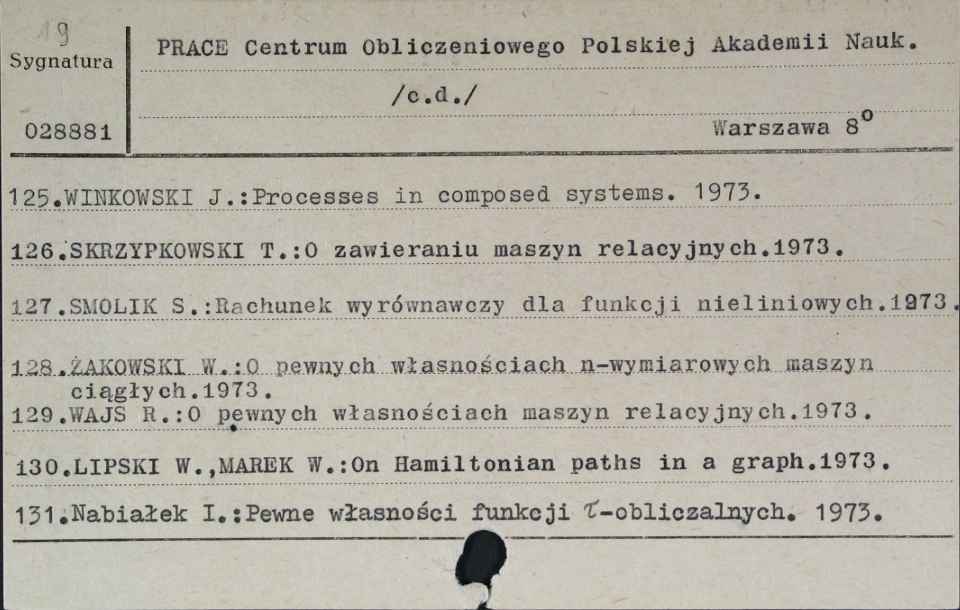 19
Sygnatura
PRACE Centrum Obliczeniowego Polskiej Akademii Nauk.
/c.d./
028881
Warszawa 8°
125.WINKOWSKI J.:Processes in composed systems. 1973.
126.SKRZYPKOWSKI T.:O zawieraniu maszyn relacyjnych.1973.
127.SMOLIK S.:Rachunek wyrównawczy dla funkcji nieliniowych.1973.
128.ŻAKOWSKI W.:O pewnych własnościach n-wymiarowych maszyn
ciągłych.1973.
129.WAJS R.:O pewnych własnościach maszyn relacyjnych.1973.
130.LIPSKI W.,MAREK W.:On Hamiltonian paths in a graph.1973.
131.Nabiałek I.:Pewne własności funkcji τ-obliczalnych. 1973.